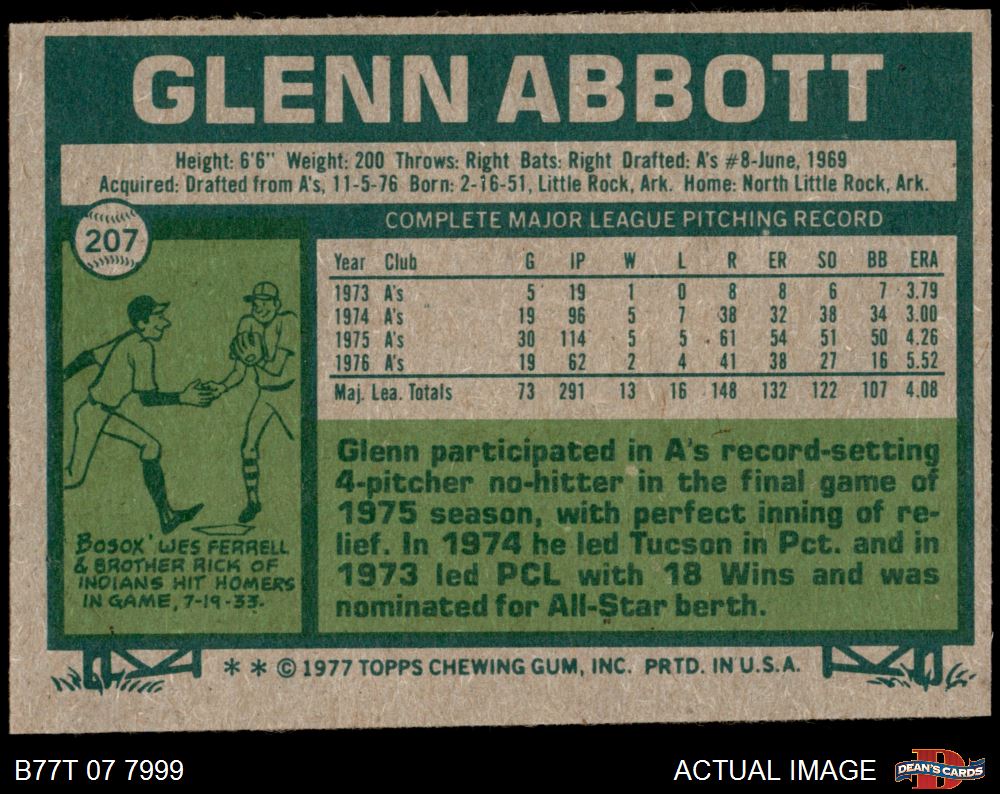 GLENN ABBOTT
Height: 6'6" Weight: 200 Throws: Right Bats: Right Drafted: A's #8-June, 1969
Acquired: Drafted from A's, 11-5-76 Born: 2-16-51, Little Rock, Ark. Home: North Little Rock, Ark.
207
COMPLETE MAJOR LEAGUE PITCHING RECORD
Year Club G IP W L R ER SO BB ERA
1973 A's 5 19 1 0 8 8 6 7 3.79
1974 A's 19 96 5 7 38 32 38 34 3.00
1975 A's 30 114 5 5 61 54 51 50 4.26
1976 A's 19 62 2 4 41 38 27 16 5.52
Maj. Lea. Totals 73 291 13 16 148 132 122 107 4.08
BOSOX' WES FERRELL
& BROTHER RICK OF
INDIANS HIT HOMERS
IN GAME, 7-19-33.
Glenn participated in A's record-setting
4-pitcher no-hitter in the final game of
1975 season, with perfect inning of re-
lief. In 1974 he led Tucson in Pct. and in
1973 led PCL with 18 Wins and was
nominated for All-Star berth.
** © 1977 TOPPS CHEWING GUM, INC. PRTD. IN U.S.A.
B77T 07 7999
ACTUAL IMAGE
DEAN'S CARDS